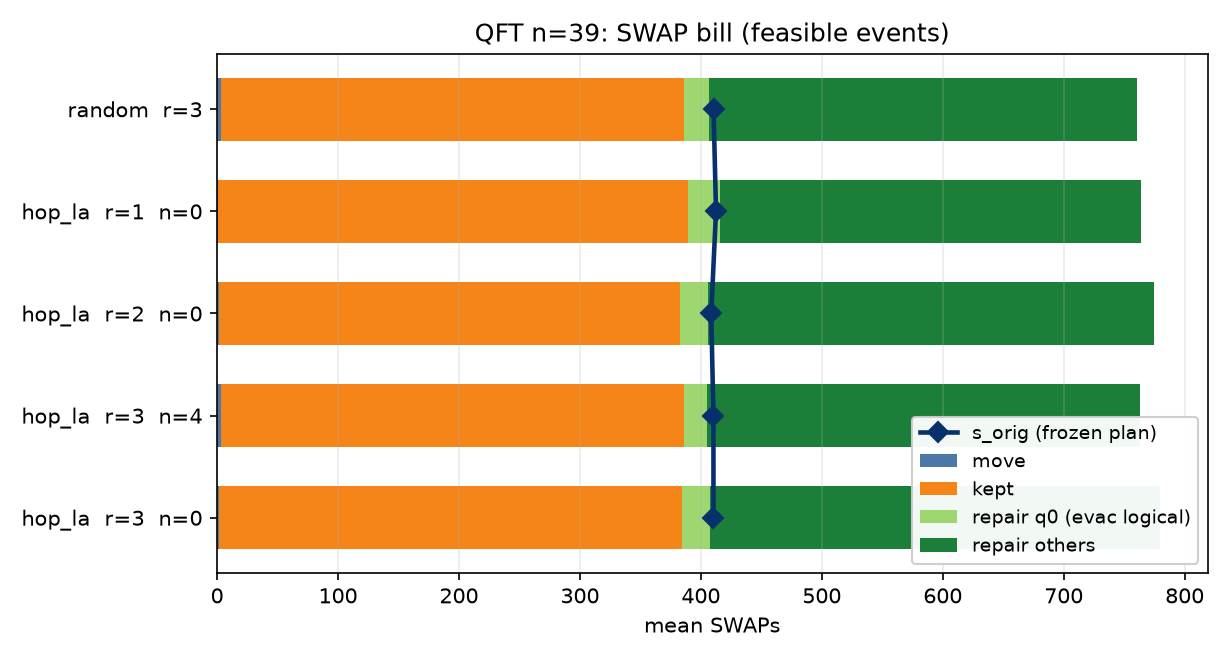 QFT n=39: SWAP bill (feasible events)
random r=3
hop_la r=1 n=0
hop_la r=2 n=0
hop_la r=3 n=4
hop_la r=3 n=0
s_orig (frozen plan)
move
kept
repair q0 (evac logical)
repair others
0 100 200 300 400 500 600 700 800
mean SWAPs